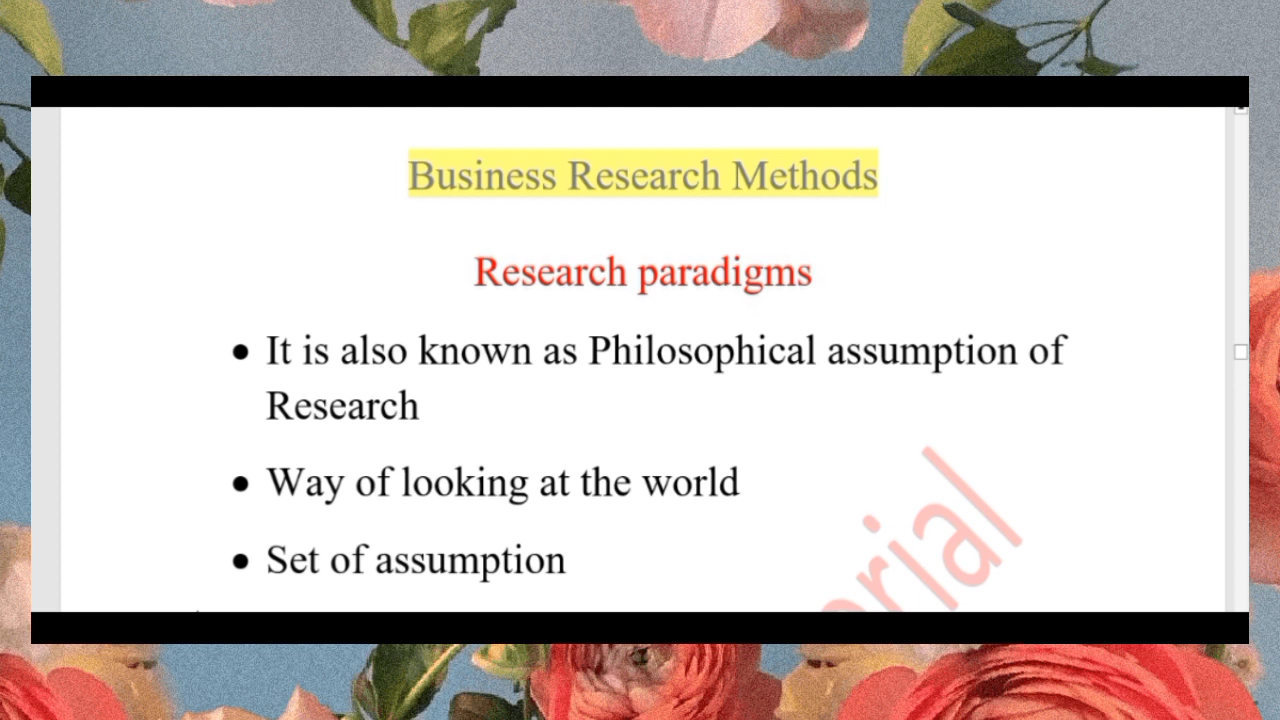 Business Research Methods
Research paradigms
• It is also known as Philosophical assumption of
Research
• Way of looking at the world
• Set of assumption